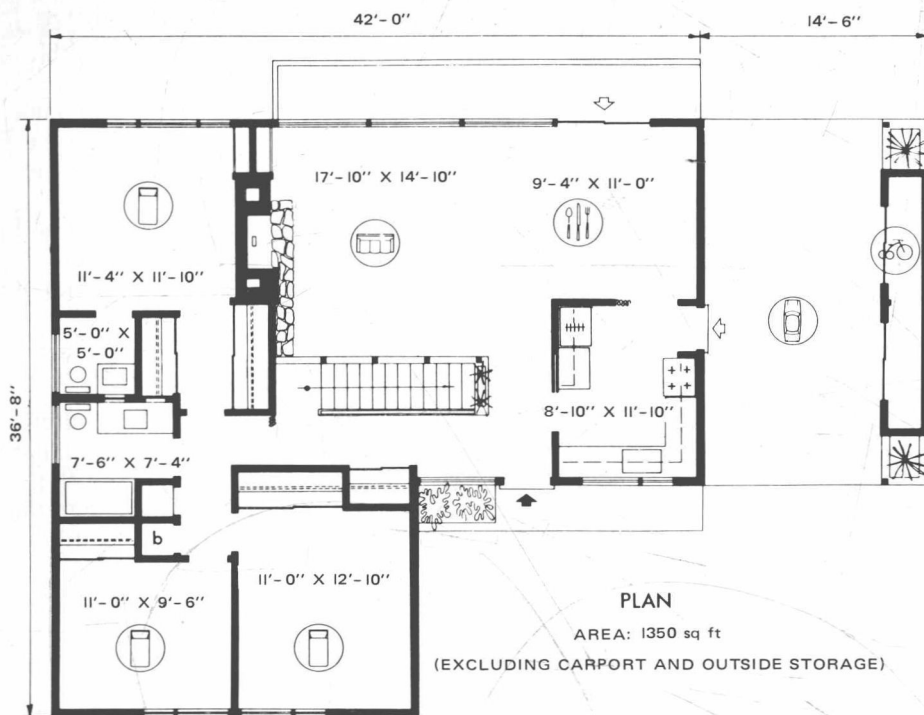 42'-0"
14'-6"
36'-8"
17'-10" X 14'-10"
9'-4" X 11'-0"
11'-4" X 11'-10"
5'-0" X
5'-0"
8'-10" X 11'-10"
7'-6" X 7'-4"
b
11'-0" X 9'-6"
11'-0" X 12'-10"
PLAN
AREA: 1350 sq ft
(EXCLUDING CARPORT AND OUTSIDE STORAGE)